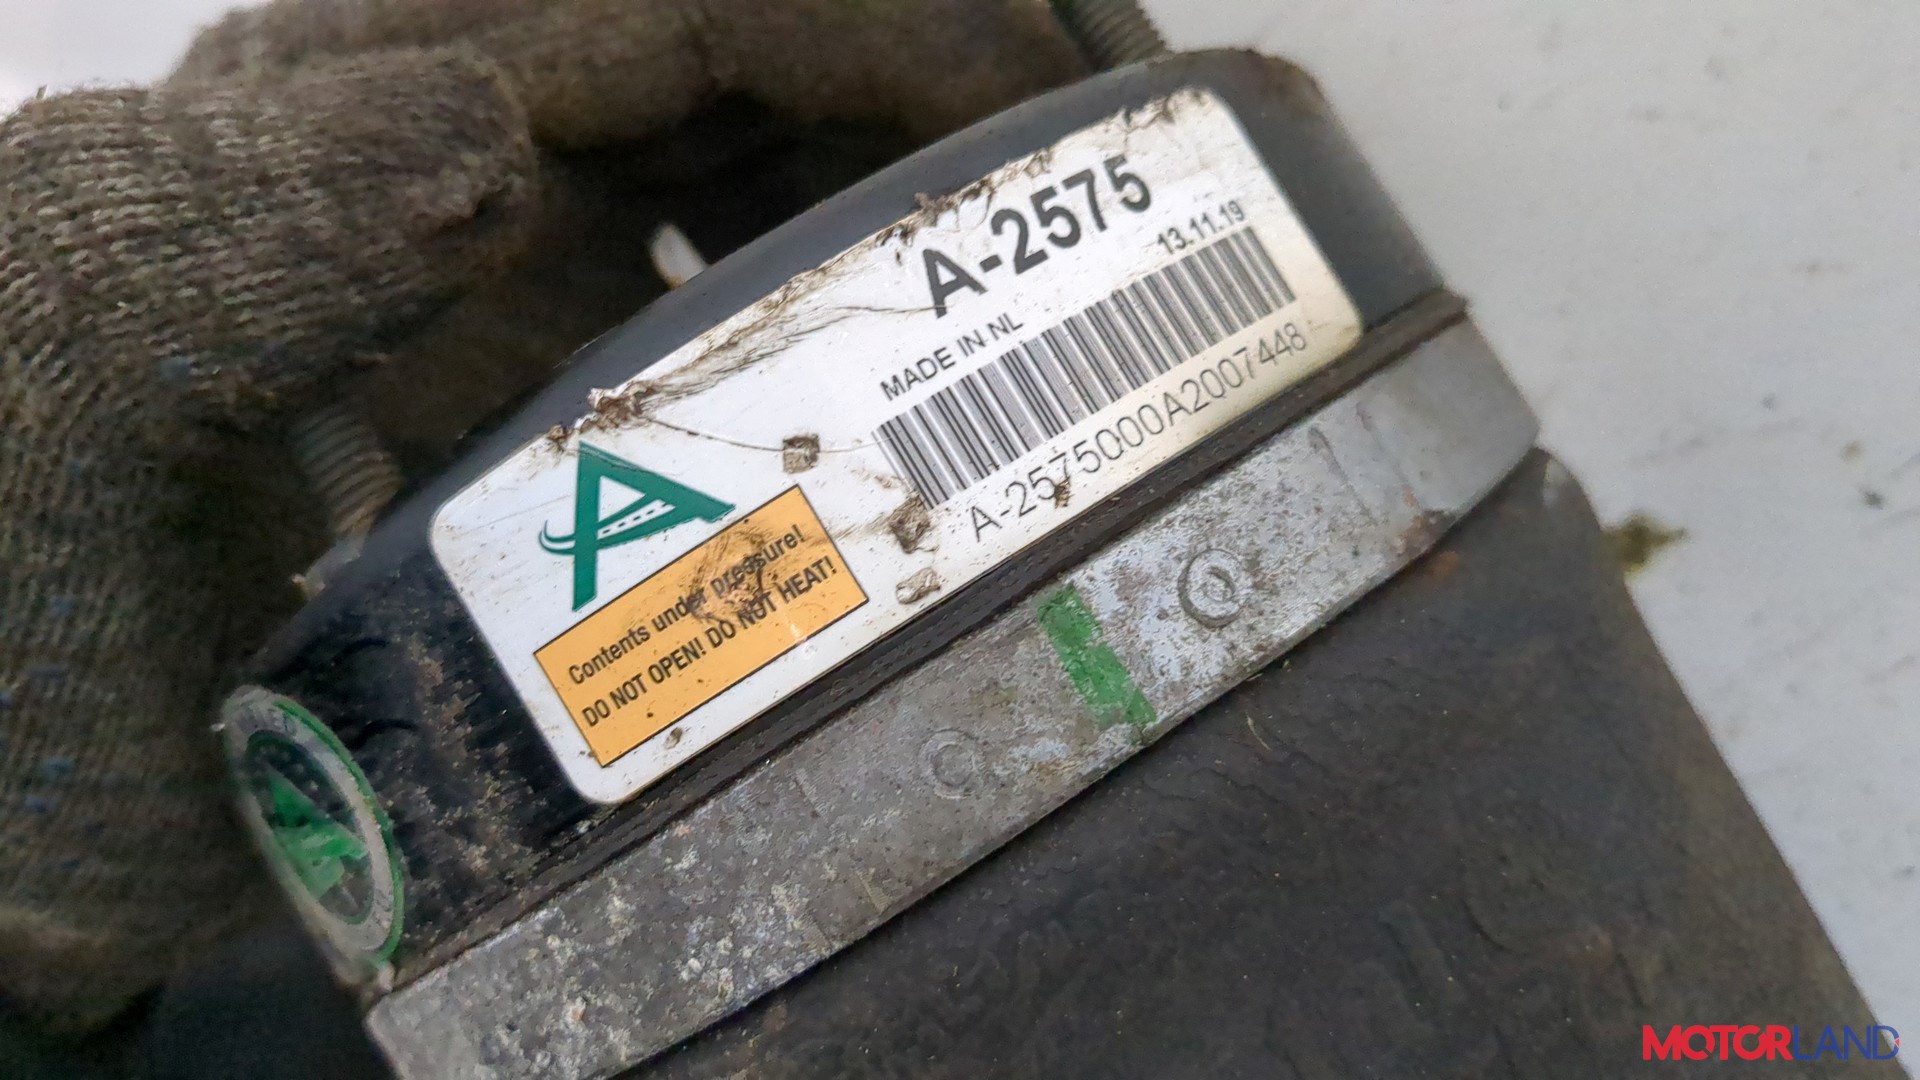 A-2575
13.11.19
MADE IN NL
A-2575000A2007448
Contents under pressure!
DO NOT OPEN! DO NOT HEAT!
MOTORLAND